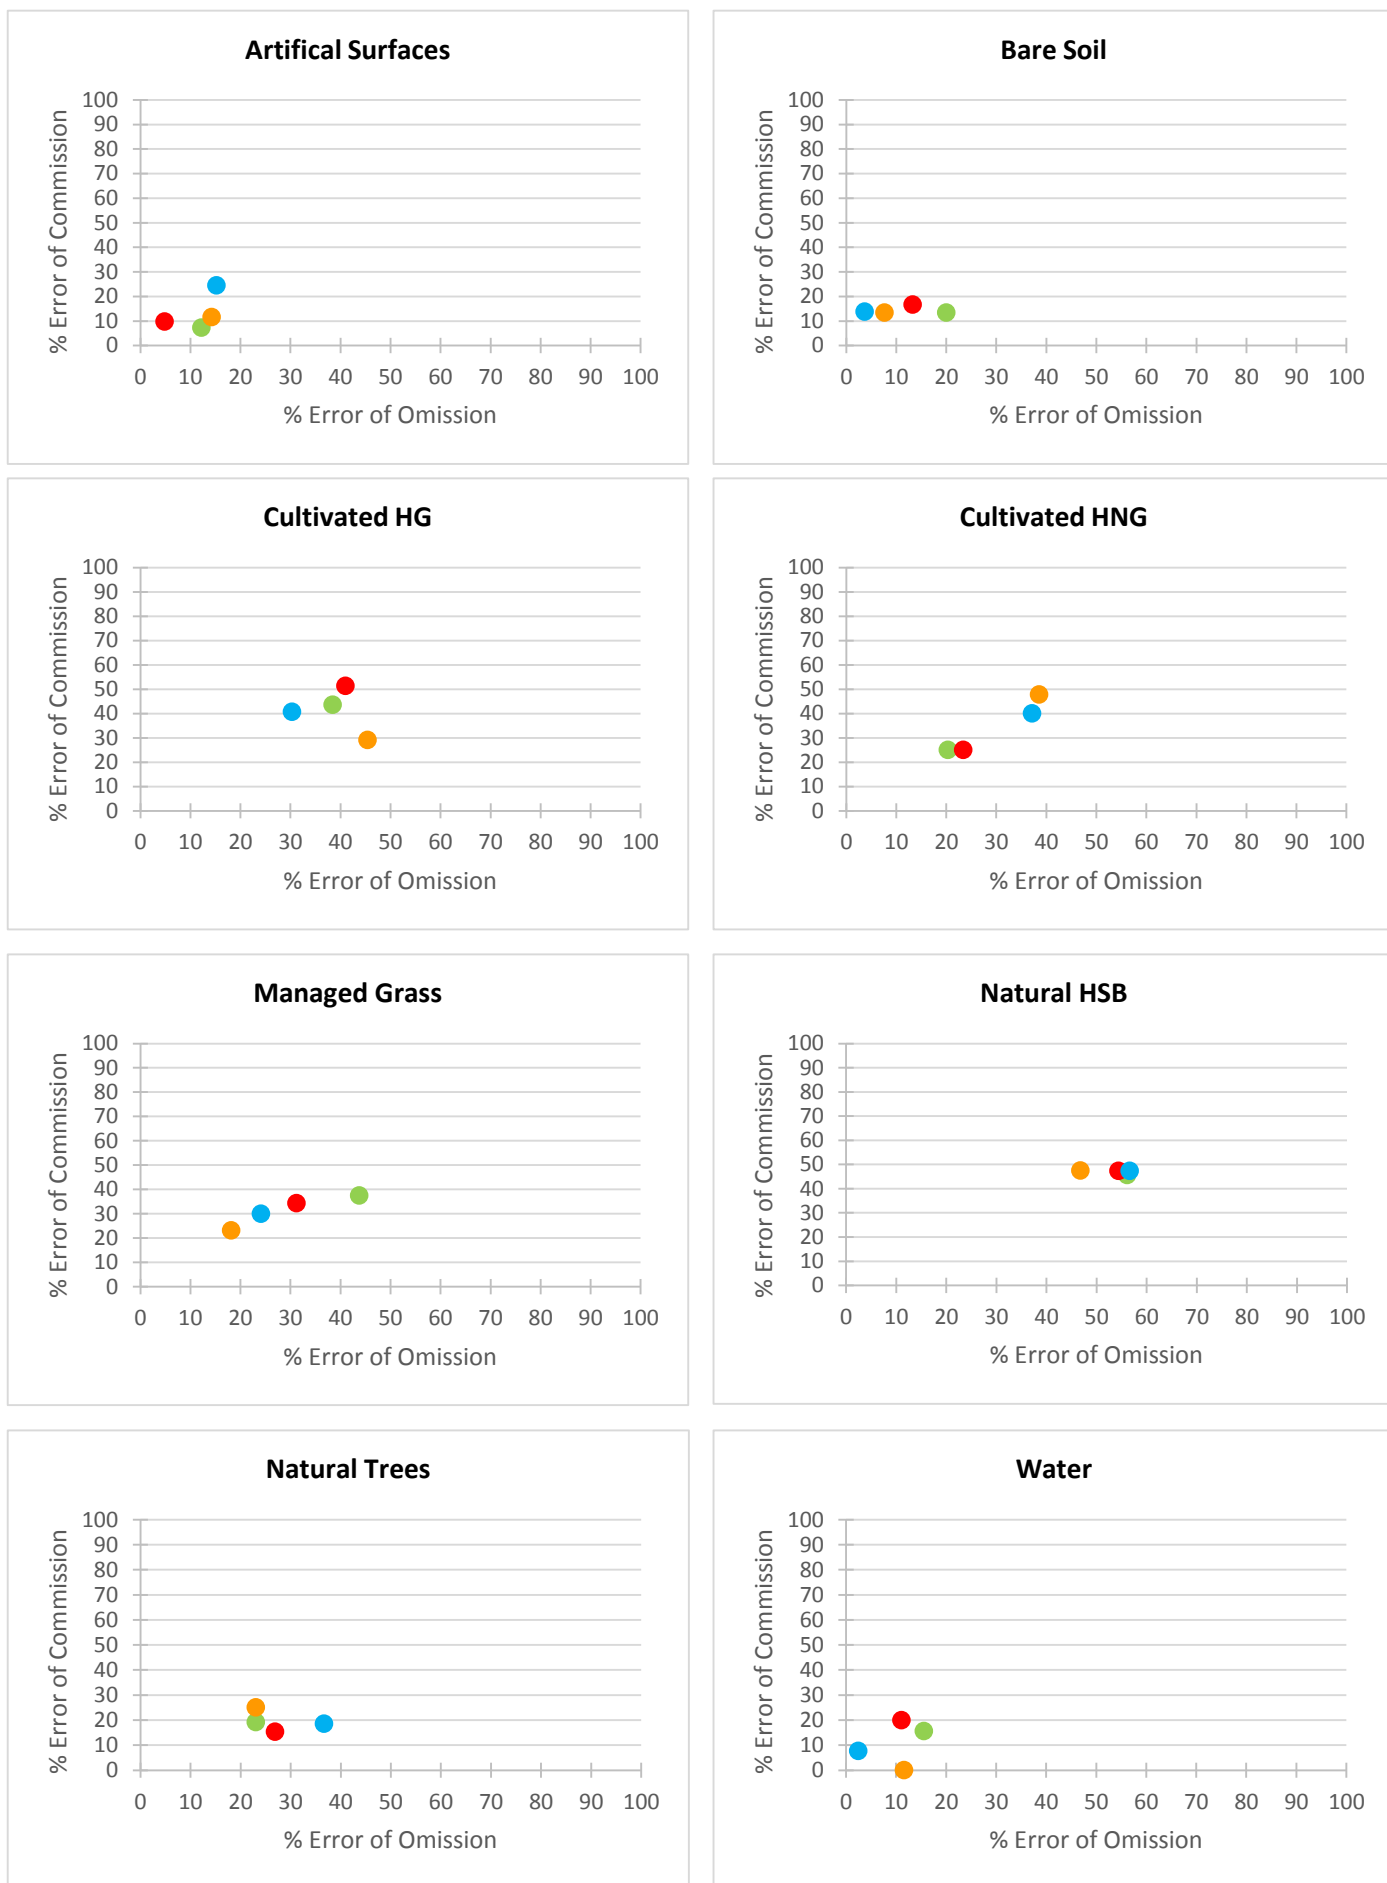 Artifical Surfaces
% Error of Commission
100
90
80
70
60
50
40
30
20
10
0
0 10 20 30 40 50 60 70 80 90 100
% Error of Omission
Bare Soil
% Error of Commission
100
90
80
70
60
50
40
30
20
10
0
0 10 20 30 40 50 60 70 80 90 100
% Error of Omission
Cultivated HG
% Error of Commission
100
90
80
70
60
50
40
30
20
10
0
0 10 20 30 40 50 60 70 80 90 100
% Error of Omission
Cultivated HNG
% Error of Commission
100
90
80
70
60
50
40
30
20
10
0
0 10 20 30 40 50 60 70 80 90 100
% Error of Omission
Managed Grass
% Error of Commission
100
90
80
70
60
50
40
30
20
10
0
0 10 20 30 40 50 60 70 80 90 100
% Error of Omission
Natural HSB
% Error of Commission
100
90
80
70
60
50
40
30
20
10
0
0 10 20 30 40 50 60 70 80 90 100
% Error of Omission
Natural Trees
% Error of Commission
100
90
80
70
60
50
40
30
20
10
0
0 10 20 30 40 50 60 70 80 90 100
% Error of Omission
Water
% Error of Commission
100
90
80
70
60
50
40
30
20
10
0
0 10 20 30 40 50 60 70 80 90 100
% Error of Omission